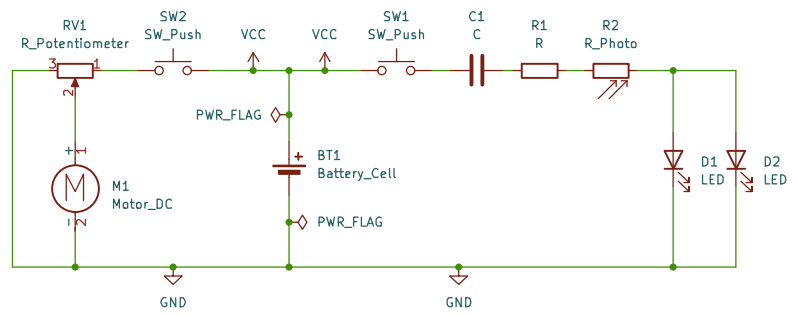 RV1
R_Potentiometer
3
1
2
SW2
SW_Push
VCC
VCC
SW1
SW_Push
C1
C
R1
R
R2
R_Photo
PWR_FLAG
+
1
M
M1
Motor_DC
-
2
+
BT1
Battery_Cell
PWR_FLAG
D1
LED
D2
LED
GND
GND